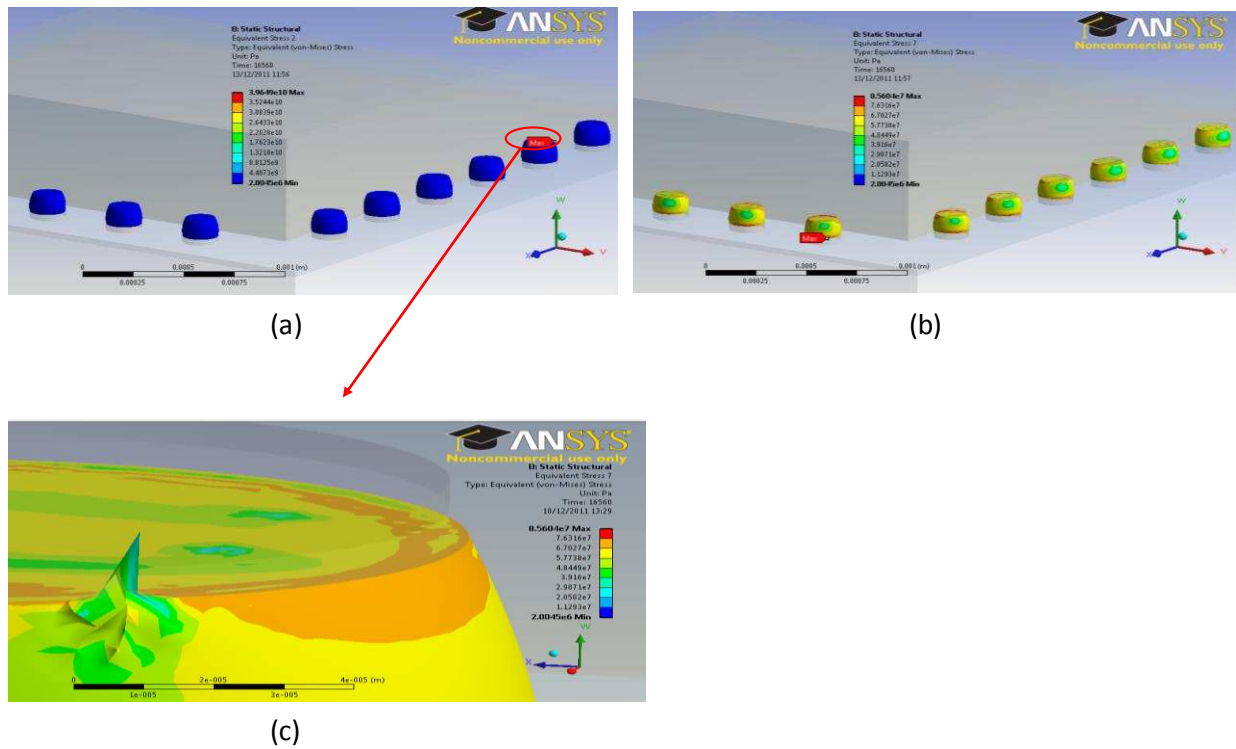 ANSYS
Noncommercial use only
B: Static Structural
Equivalent Stress 2
Type: Equivalent (von-Mises) Stress
Unit: Pa
Time: 16560
13/12/2011 11:56
3.9649e10 Max
3.5244e10
3.0839e10
2.6433e10
2.2028e10
1.7623e10
1.3218e10
8.8125e9
4.4073e9
2.0045e6 Min
Max
W
X
Y
0
0.0005
0.001 (m)
0.00025
0.00075
(a)
ANSYS
Noncommercial use only
B: Static Structural
Equivalent Stress 7
Type: Equivalent (von-Mises) Stress
Unit: Pa
Time: 16560
13/12/2011 11:57
8.5604e7 Max
7.6316e7
6.7027e7
5.7738e7
4.8449e7
3.916e7
2.9871e7
2.0582e7
1.1293e7
2.0045e6 Min
Max
W
X
Y
0
0.0005
0.001 (m)
0.00025
0.00075
(b)
ANSYS
Noncommercial use only
B: Static Structural
Equivalent Stress 7
Type: Equivalent (von-Mises) Stress
Unit: Pa
Time: 16560
10/12/2011 13:29
8.5604e7 Max
7.6316e7
6.7027e7
5.7738e7
4.8449e7
3.916e7
2.9871e7
2.0582e7
1.1293e7
2.0045e6 Min
W
X
0
2e-005
4e-005 (m)
1e-005
3e-005
(c)